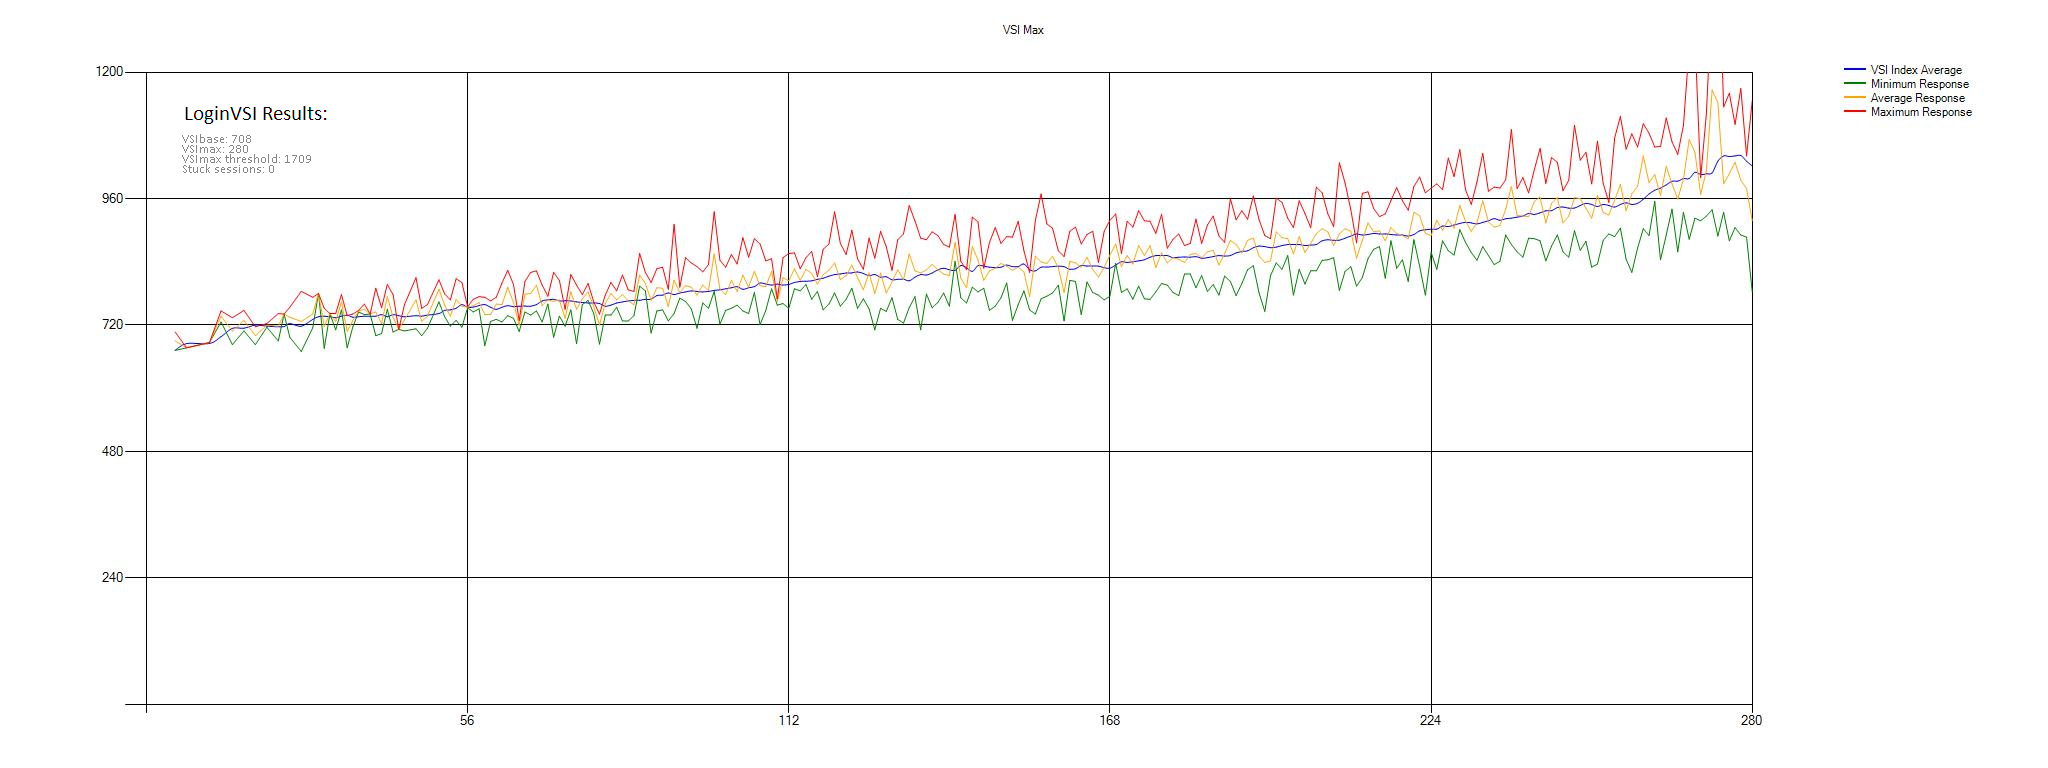 VSI Max
1200
960
720
480
240
56
112
168
224
280
LoginVSI Results:
VSIbase: 708
VSImax: 280
VSImax threshold: 1709
Stuck sessions: 0
VSI Index Average
Minimum Response
Average Response
Maximum Response